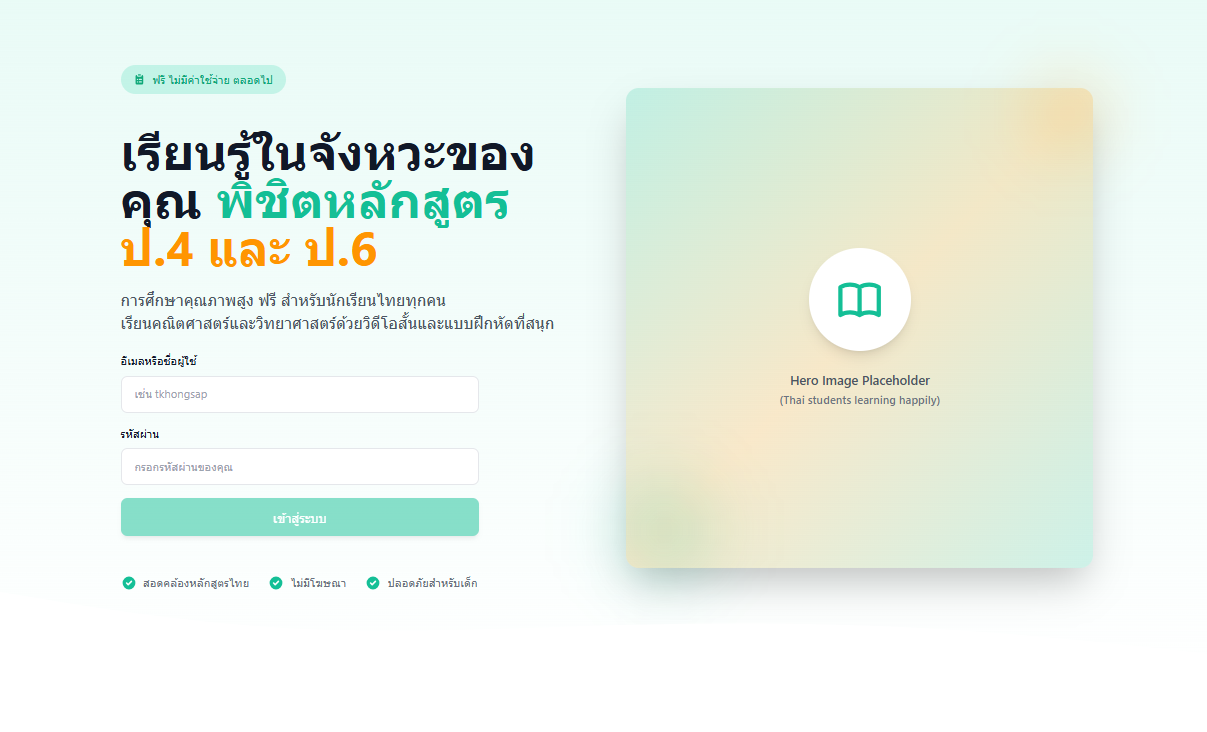 ฟรี ไม่มีค่าใช้จ่าย ตลอดไป
เรียนรู้ในจังหวะของ
คุณ พิชิตหลักสูตร
ป.4 และ ป.6
การศึกษาคุณภาพสูง ฟรี สำหรับนักเรียนไทยทุกคน
เรียนคณิตศาสตร์และวิทยาศาสตร์ด้วยวิดีโอสั้นและแบบฝึกหัดที่สนุก
อีเมลหรือชื่อผู้ใช้
เช่น tkhongsap
รหัสผ่าน
กรอกรหัสผ่านของคุณ
เข้าสู่ระบบ
สอดคล้องหลักสูตรไทย
ไม่มีโฆษณา
ปลอดภัยสำหรับเด็ก
Hero Image Placeholder
(Thai students learning happily)